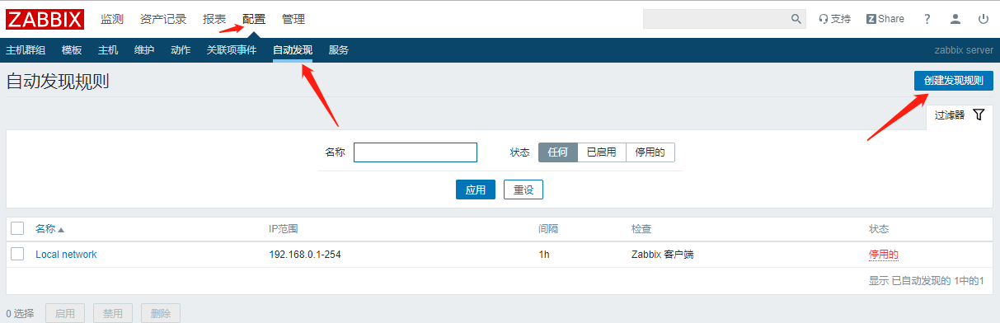 ZABBIX 监测 资产记录 报表 配置 管理 支持 Z Share ?
主机群组 模板 主机 维护 动作 关联项事件 自动发现 服务 zabbix server
自动发现规则 创建发现规则
过滤器
名称 状态 任何 已启用 停用的
应用 重设
名称 IP范围 间隔 检查 状态
Local network 192.168.0.1-254 1h Zabbix 客户端 停用的
显示 已自动发现的 1中的1
0 选择 启用 禁用 删除